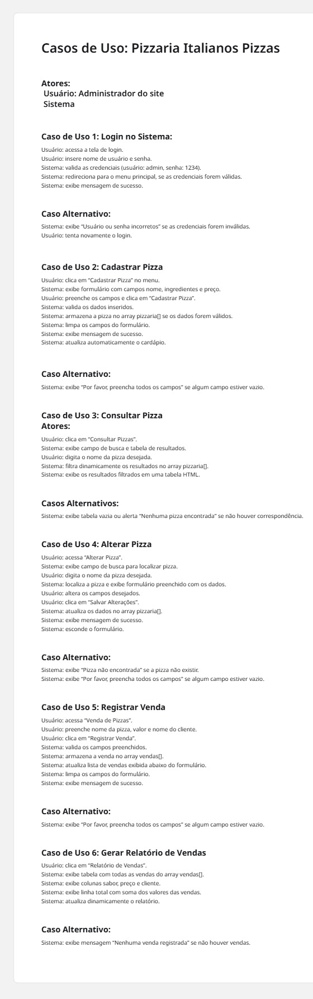 Casos de Uso: Pizzaria Italianos Pizzas
Atores:
Usuário: Administrador do site
Sistema
Caso de Uso 1: Login no Sistema:
Usuário: acessa a tela de login.
Usuário: insere nome de usuário e senha.
Sistema: valida as credenciais (usuário: admin, senha: 1234).
Sistema: redireciona para o menu principal, se as credenciais forem válidas.
Sistema: exibe mensagem de sucesso.
Caso Alternativo:
Sistema: exibe “Usuário ou senha incorretos” se as credenciais forem inválidas.
Usuário: tenta novamente o login.
Caso de Uso 2: Cadastrar Pizza
Usuário: clica em “Cadastrar Pizza” no menu.
Sistema: exibe formulário com campos nome, ingredientes e preço.
Usuário: preenche os campos e clica em “Cadastrar Pizza”.
Sistema: valida os dados inseridos.
Sistema: armazena a pizza no array pizzaria[] se os dados forem válidos.
Sistema: limpa os campos do formulário.
Sistema: exibe mensagem de sucesso.
Sistema: atualiza automaticamente o cardápio.
Caso Alternativo:
Sistema: exibe “Por favor, preencha todos os campos” se algum campo estiver vazio.
Caso de Uso 3: Consultar Pizza
Atores:
Usuário: clica em “Consultar Pizzas”.
Sistema: exibe campo de busca e tabela de resultados.
Usuário: digita o nome da pizza desejada.
Sistema: filtra dinamicamente os resultados no array pizzaria[].
Sistema: exibe os resultados filtrados em uma tabela HTML.
Casos Alternativos:
Sistema: exibe tabela vazia ou alerta “Nenhuma pizza encontrada” se não houver correspondência.
Caso de Uso 4: Alterar Pizza
Usuário: acessa “Alterar Pizza”.
Sistema: exibe campo de busca para localizar pizza.
Usuário: digita o nome da pizza desejada.
Sistema: localiza a pizza e exibe formulário preenchido com os dados.
Usuário: altera os campos desejados.
Usuário: clica em “Salvar Alterações”.
Sistema: atualiza os dados no array pizzaria[].
Sistema: exibe mensagem de sucesso.
Sistema: esconde o formulário.
Caso Alternativo:
Sistema: exibe “Pizza não encontrada” se a pizza não existir.
Sistema: exibe “Por favor, preencha todos os campos” se algum campo estiver vazio.
Caso de Uso 5: Registrar Venda
Usuário: acessa “Venda de Pizzas”.
Usuário: preenche nome da pizza, valor e nome do cliente.
Usuário: clica em “Registrar Venda”.
Sistema: valida os campos preenchidos.
Sistema: armazena a venda no array vendas[].
Sistema: atualiza lista de vendas exibida abaixo do formulário.
Sistema: limpa os campos do formulário.
Sistema: exibe mensagem de sucesso.
Caso Alternativo:
Sistema: exibe “Por favor, preencha todos os campos” se algum campo estiver vazio.
Caso de Uso 6: Gerar Relatório de Vendas
Usuário: clica em “Relatório de Vendas”.
Sistema: exibe tabela com todas as vendas do array vendas[].
Sistema: exibe colunas sabor, preço e cliente.
Sistema: exibe linha total com soma dos valores das vendas.
Sistema: atualiza dinamicamente o relatório.
Caso Alternativo:
Sistema: exibe mensagem “Nenhuma venda registrada” se não houver vendas.